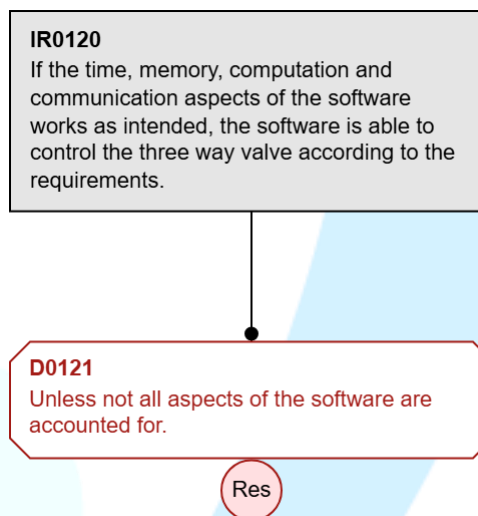 IR0120
If the time, memory, computation and
communication aspects of the software
works as intended, the software is able to
control the three way valve according to the
requirements.
D0121
Unless not all aspects of the software are
accounted for.
Res